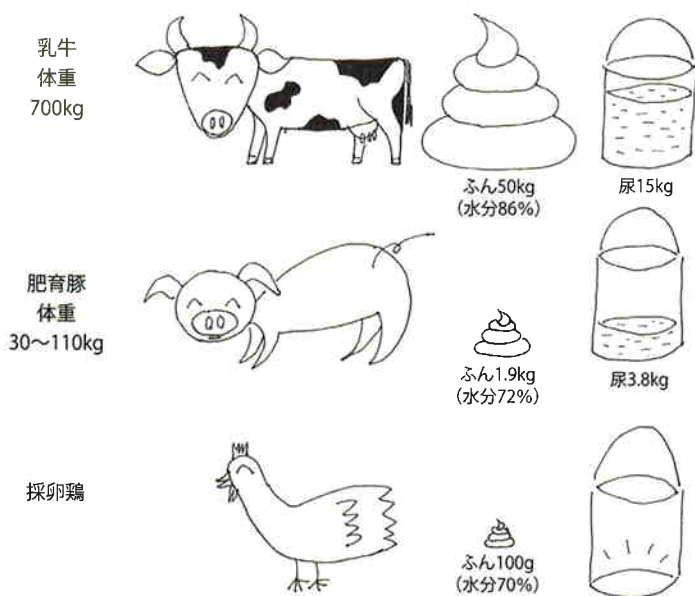 乳牛
体重
700kg
ふん50kg
（水分86%）
尿15kg
肥育豚
体重
30〜110kg
ふん1.9kg
（水分72%）
尿3.8kg
採卵鶏
ふん100g
（水分70%）